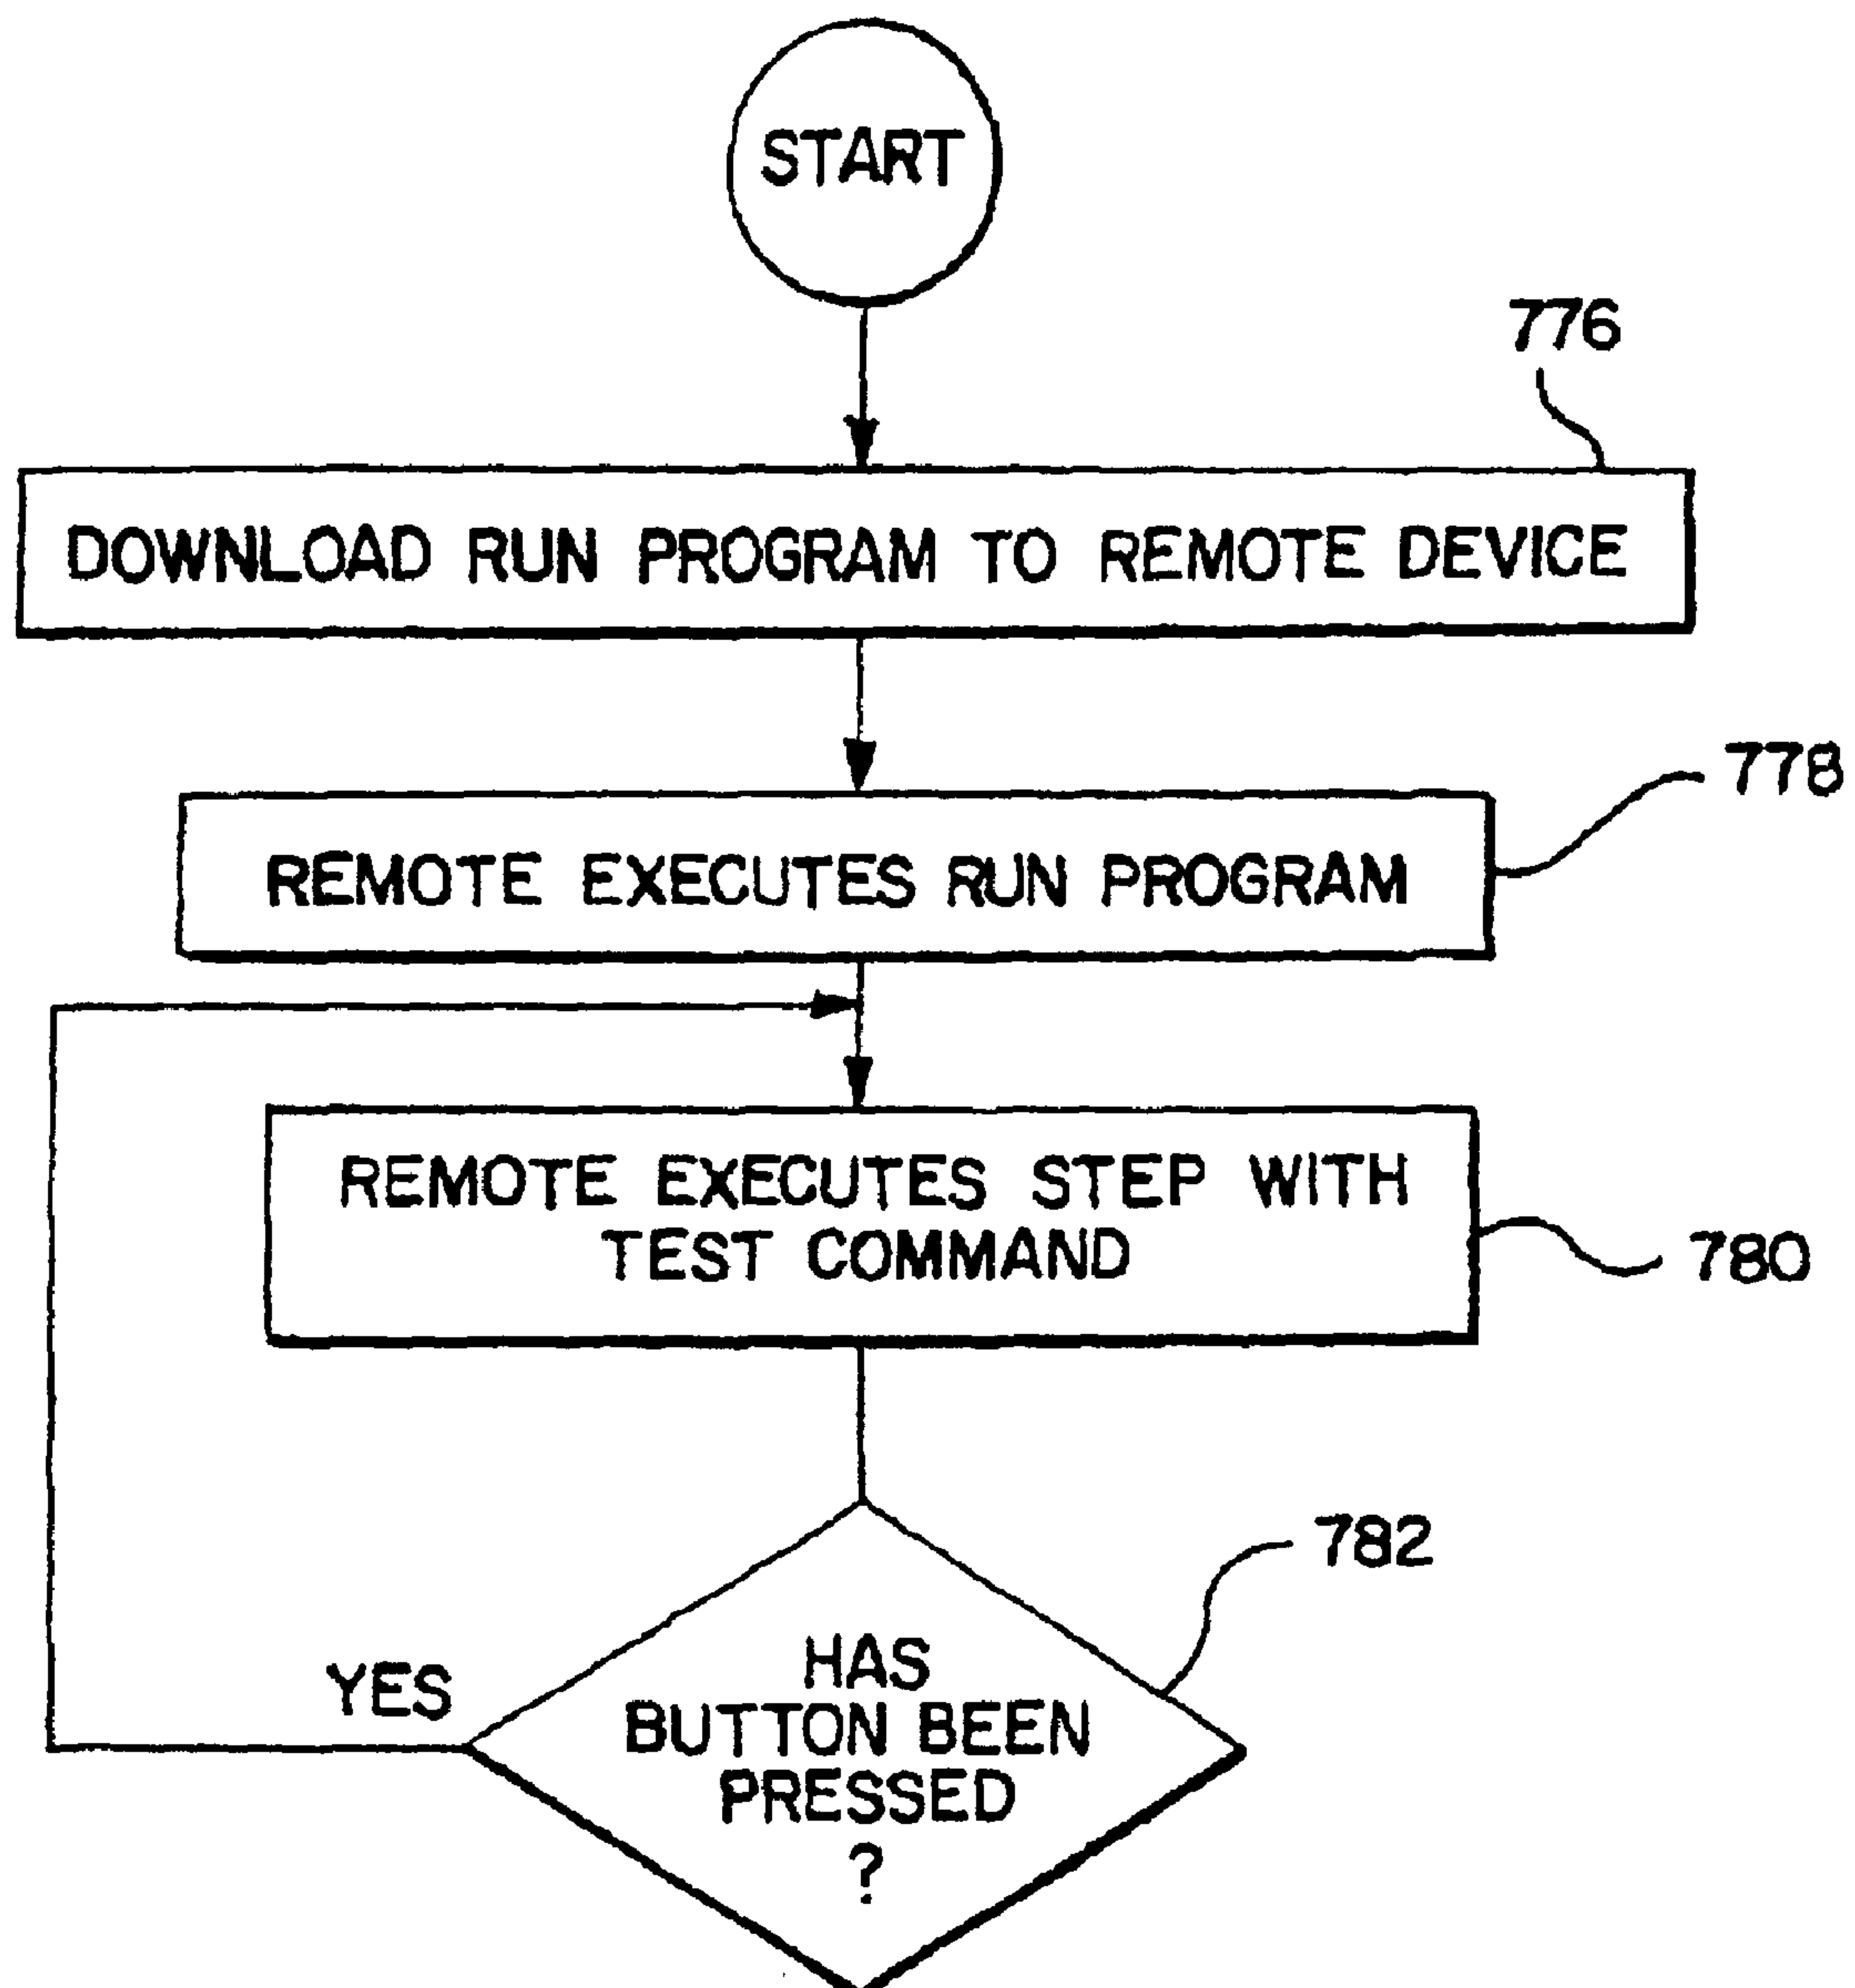 START
776
DOWNLOAD RUN PROGRAM TO REMOTE DEVICE
778
REMOTE EXECUTES RUN PROGRAM
REMOTE EXECUTES STEP WITH
TEST COMMAND
780
782
YES
HAS
BUTTON BEEN
PRESSED
?